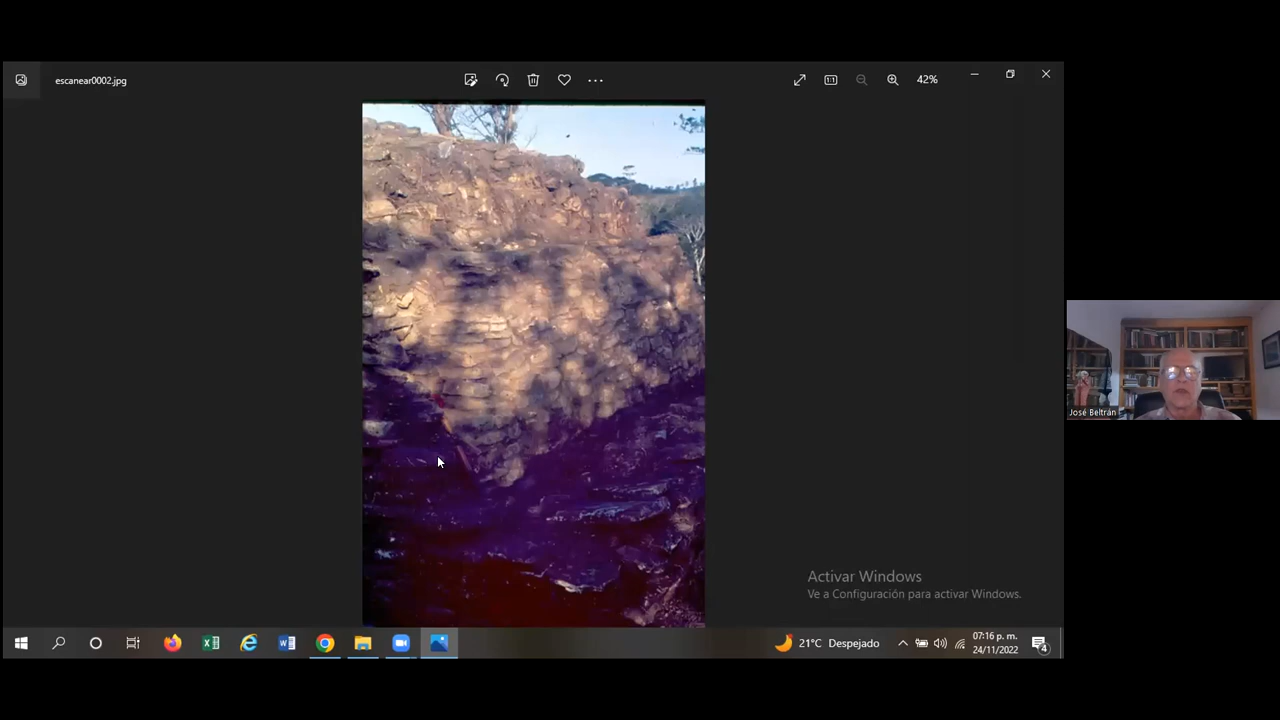 escanear0002.jpg
42%
José Beltrán
Activar Windows
Ve a Configuración para activar Windows.
21°C Despejado
07:16 p. m.
24/11/2022
4